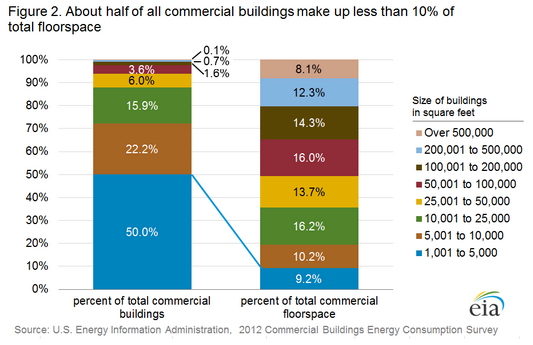 Figure 2. About half of all commercial buildings make up less than 10% of
total floorspace
100%
90%
80%
70%
60%
50%
40%
30%
20%
10%
0%
0.1%
0.7%
1.6%
3.6%
6.0%
15.9%
22.2%
50.0%
8.1%
12.3%
14.3%
16.0%
13.7%
16.2%
10.2%
9.2%
percent of total commercial
buildings
percent of total commercial
floorspace
Size of buildings
in square feet
Over 500,000
200,001 to 500,000
100,001 to 200,000
50,001 to 100,000
25,001 to 50,000
10,001 to 25,000
5,001 to 10,000
1,001 to 5,000
eia
Source: U.S. Energy Information Administration, 2012 Commercial Buildings Energy Consumption Survey